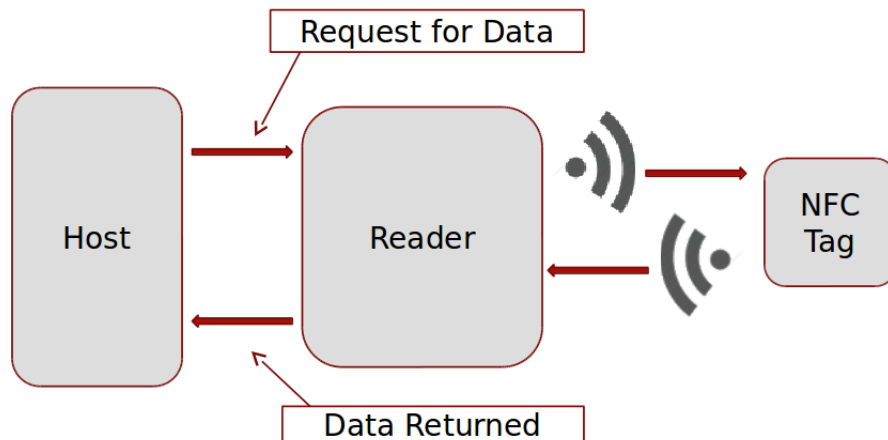 Request for Data
Host
Reader
NFC
Tag
Data Returned